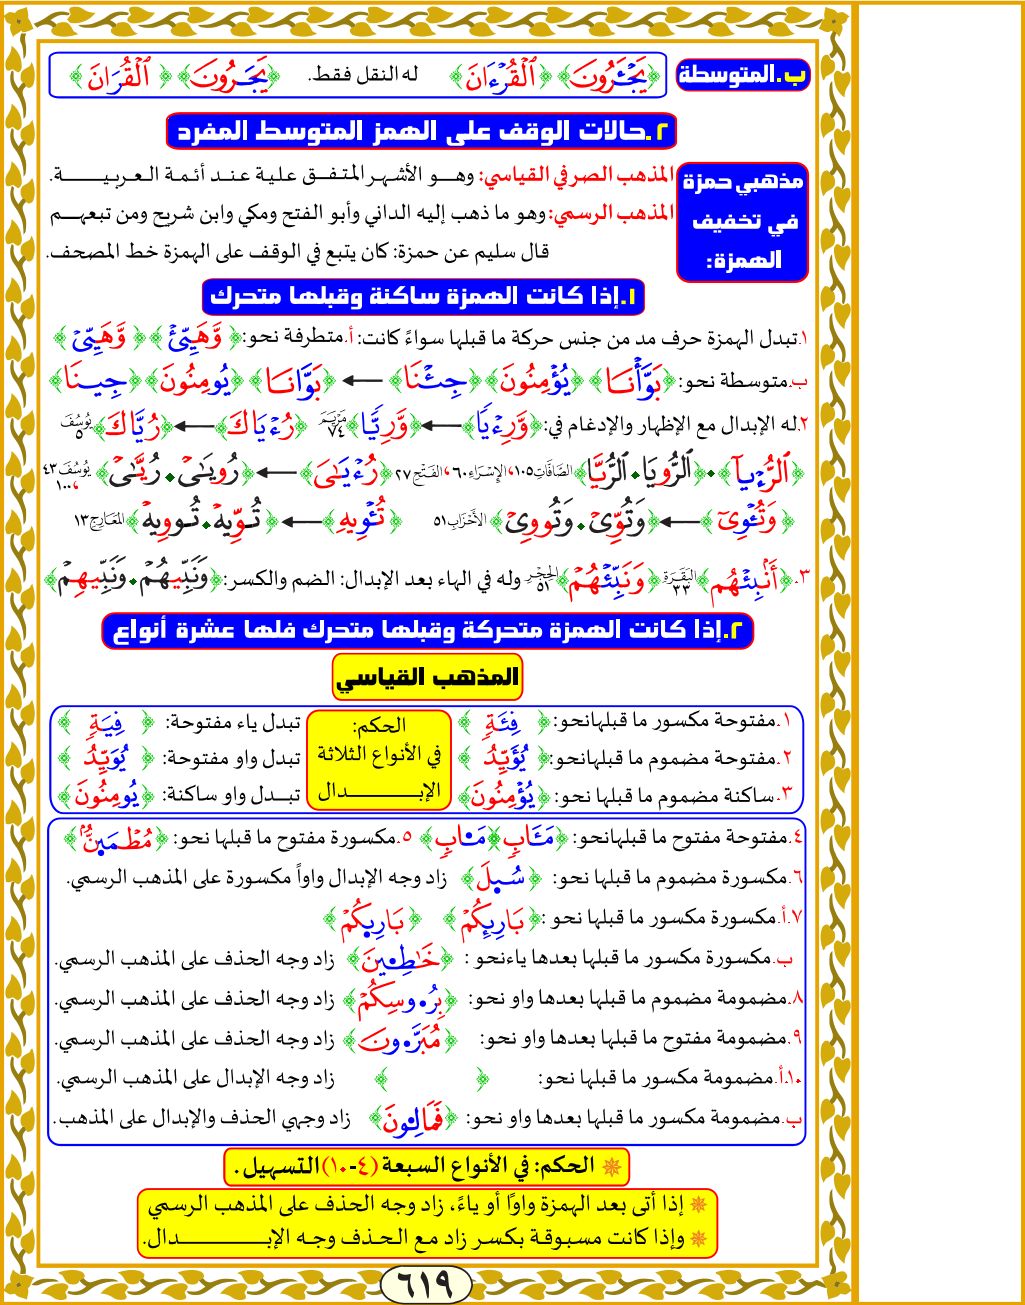 ب.المتوسطة ﴿يَجْـَٔرُونَ﴾ ﴿ٱلْقُرْءَانَ﴾ له النقل فقط. ﴿يَجَرُونَ﴾ ﴿ٱلْقُرَانَ﴾
٢.حالات الوقف على الهمز المتوسط المفرد
مذهبي حمزة في تخفيف الهمزة:
المذهب الصرفي القياسي: وهو الأشهر المتفق علية عند أئمة العربية.
المذهب الرسمي: وهو ما ذهب إليه الداني وأبو الفتح ومكي وابن شريح ومن تبعهم
قال سليم عن حمزة: كان يتبع في الوقف على الهمزة خط المصحف.
١.إذا كانت الهمزة ساكنة وقبلها متحرك
١.تبدل الهمزة حرف مد من جنس حركة ما قبلها سواءً كانت: أ.متطرفة نحو: ﴿وَهَيِّئْ﴾ ﴿وَهَيِّىْ﴾
ب.متوسطة نحو: ﴿بَوَّأْنَا﴾ ﴿يُؤْمِنُونَ﴾ ﴿جِئْنَا﴾ ← ﴿بَوَّانَا﴾ ﴿يُومِنُونَ﴾ ﴿جِينَا﴾
٢.له الإبدال مع الإظهار والإدغام في: ﴿وَرِءْيًا﴾ ← ﴿وَرِيًّا﴾ مريم ٧٤ ﴿رُءْيَاكَ﴾ ← ﴿رُيَّاكَ﴾ يوسف ٥
﴿ٱلرُّءْيَا﴾ • ﴿ٱلرُّويَا • ٱلرُّيَّا﴾ الصافات ١٠٥، الإسراء ٦٠، الفتح ٢٧ ﴿رُءْيَـٰىَ﴾ ← ﴿رُويَـٰىَ • رُيَّـٰىَ﴾ يوسف ٤٣، ١٠٠
﴿وَتُـْٔوِىٓ﴾ ← ﴿وَتُوِّىٓ • وَتُووِىٓ﴾ الأحزاب ٥١ ﴿تُـْٔوِيهِ﴾ ← ﴿تُوِّيهِ • تُووِيهِ﴾ المعارج ١٣
٣. ﴿أَنۢبِئْهُم﴾ البقرة ٣٣ ﴿وَنَبِّئْهُمْ﴾ الحجر ٥١ وله في الهاء بعد الإبدال: الضم والكسر: ﴿وَنَبِّيهُمْ • وَنَبِّيهِمْ﴾
٢.إذا كانت الهمزة متحركة وقبلها متحرك فلها عشرة أنواع
المذهب القياسي
١.مفتوحة مكسور ما قبلهانحو: ﴿فِئَةٍ﴾ تبدل ياء مفتوحة: ﴿فِيَةٍ﴾
٢.مفتوحة مضموم ما قبلهانحو: ﴿يُؤَيِّدُ﴾ تبدل واو مفتوحة: ﴿يُوَيِّدُ﴾
٣.ساكنة مضموم ما قبلها نحو: ﴿يُؤْمِنُونَ﴾ تبدل واو ساكنة: ﴿يُومِنُونَ﴾
الحكم:
في الأنواع الثلاثة
الإبـــدال
٤.مفتوحة مفتوح ما قبلهانحو: ﴿مَـَٔابِ﴾ ﴿مَـابِ﴾ ٥.مكسورة مفتوح ما قبلها نحو: ﴿مُطْمَىِٕنٌّ﴾
٦.مكسورة مضموم ما قبلها نحو: ﴿سُىِٕلَ﴾ زاد وجه الإبدال واواً مكسورة على المذهب الرسمي.
٧.أ.مكسورة مكسور ما قبلها نحو: ﴿بَارِئِكُمْ﴾ ﴿بَارِىِكُمْ﴾
ب.مكسورة مكسور ما قبلها بعدها ياءنحو : ﴿خَـٰطِـِٔينَ﴾ زاد وجه الحذف على المذهب الرسمي.
٨.مضمومة مضموم ما قبلها بعدها واو نحو: ﴿بِرُءُوسِكُمْ﴾ زاد وجه الحذف على المذهب الرسمي.
٩.مضمومة مفتوح ما قبلها بعدها واو نحو: ﴿مُبَرَّءُونَ﴾ زاد وجه الحذف على المذهب الرسمي.
١٠.أ.مضمومة مكسور ما قبلها نحو: ﴿ ﴾ زاد وجه الإبدال على المذهب الرسمي.
ب.مضمومة مكسور ما قبلها بعدها واو نحو: ﴿فَمَالِـُٔونَ﴾ زاد وجهي الحذف والإبدال على المذهب.
الحكم: في الأنواع السبعة (٤-١٠) التسهيل.
إذا أتى بعد الهمزة واوًا أو ياءً، زاد وجه الحذف على المذهب الرسمي
وإذا كانت مسبوقة بكسر زاد مع الحذف وجه الإبـــدال.
٦١٩